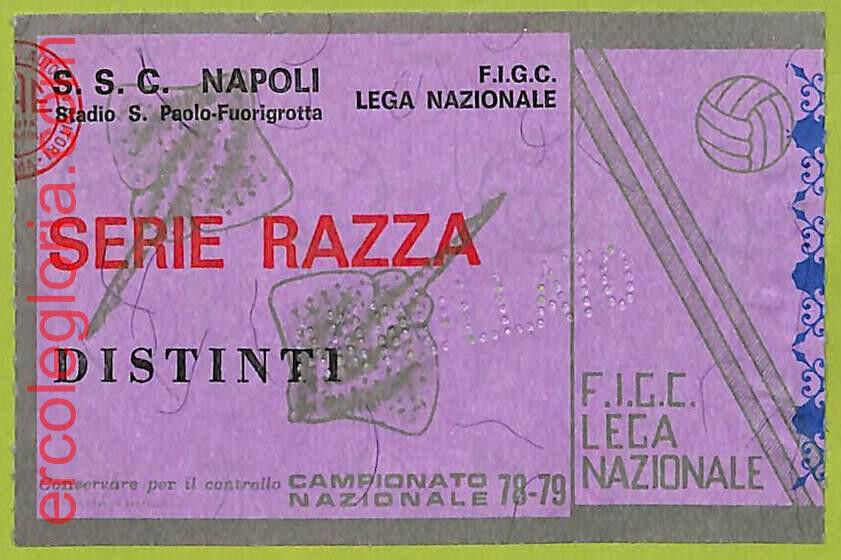 S. S. C. NAPOLI
Stadio S. Paolo-Fuorigrotta
F.I.G.C.
LEGA NAZIONALE
SERIE RAZZA
DISTINTI
Conservare per il controllo
CAMPIONATO
NAZIONALE 78-79
F.I.G.C.
LEGA
NAZIONALE
ercolegloria.com